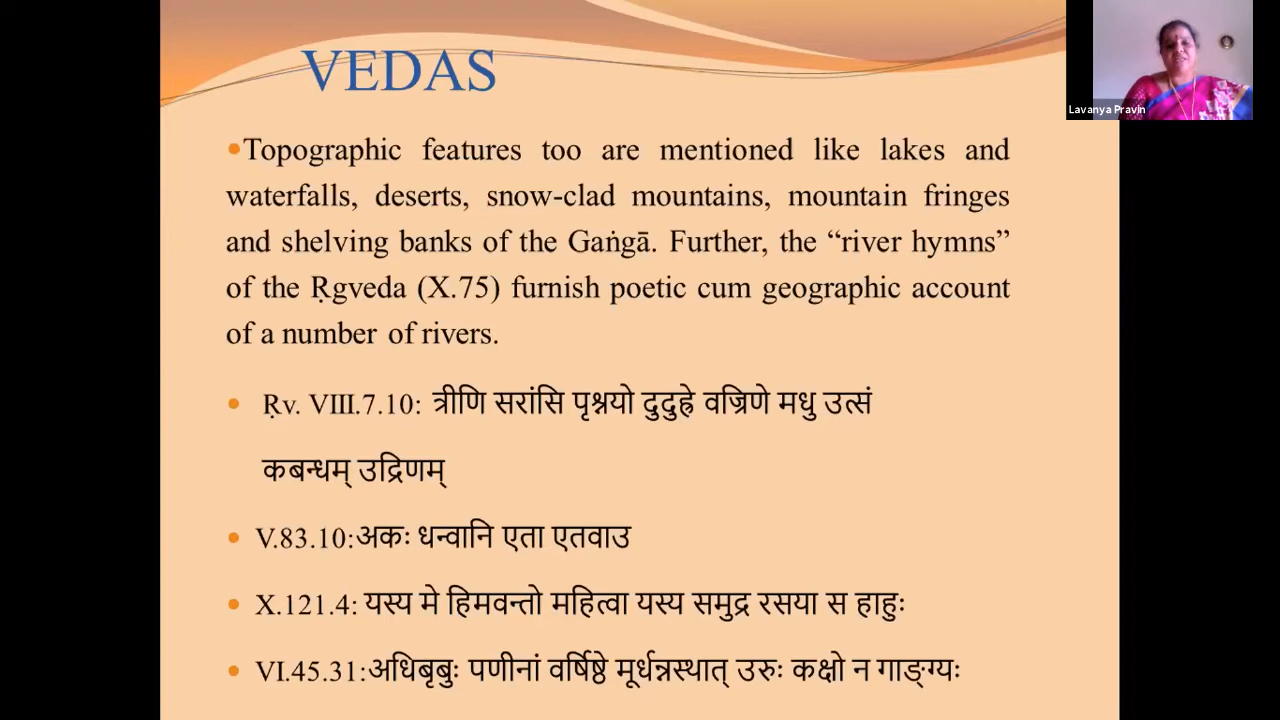 VEDAS
Lavanya Pravin
•Topographic features too are mentioned like lakes and
waterfalls, deserts, snow-clad mountains, mountain fringes
and shelving banks of the Gaṅgā. Further, the “river hymns”
of the Ṛgveda (X.75) furnish poetic cum geographic account
of a number of rivers.
• Ṛv. VIII.7.10: त्रीणि सरांसि पृश्नयो दुदुह्रे वज्रिणे मधु उत्सं
कबन्धम् उद्रिणम्
• V.83.10:अकः धन्वानि एता एतवाउ
• X.121.4: यस्य मे हिमवन्तो महित्वा यस्य समुद्र रसया स हाहुः
• VI.45.31:अधिबृबुः पणीनां वर्षिष्ठे मूर्धन्नस्थात् उरुः कक्षो न गाङ्ग्यः